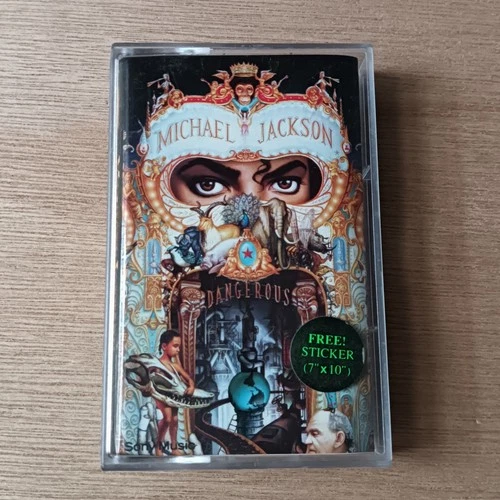 MICHAEL JACKSON
DANGEROUS
FREE!
STICKER
(7" x 10")
Sony Music